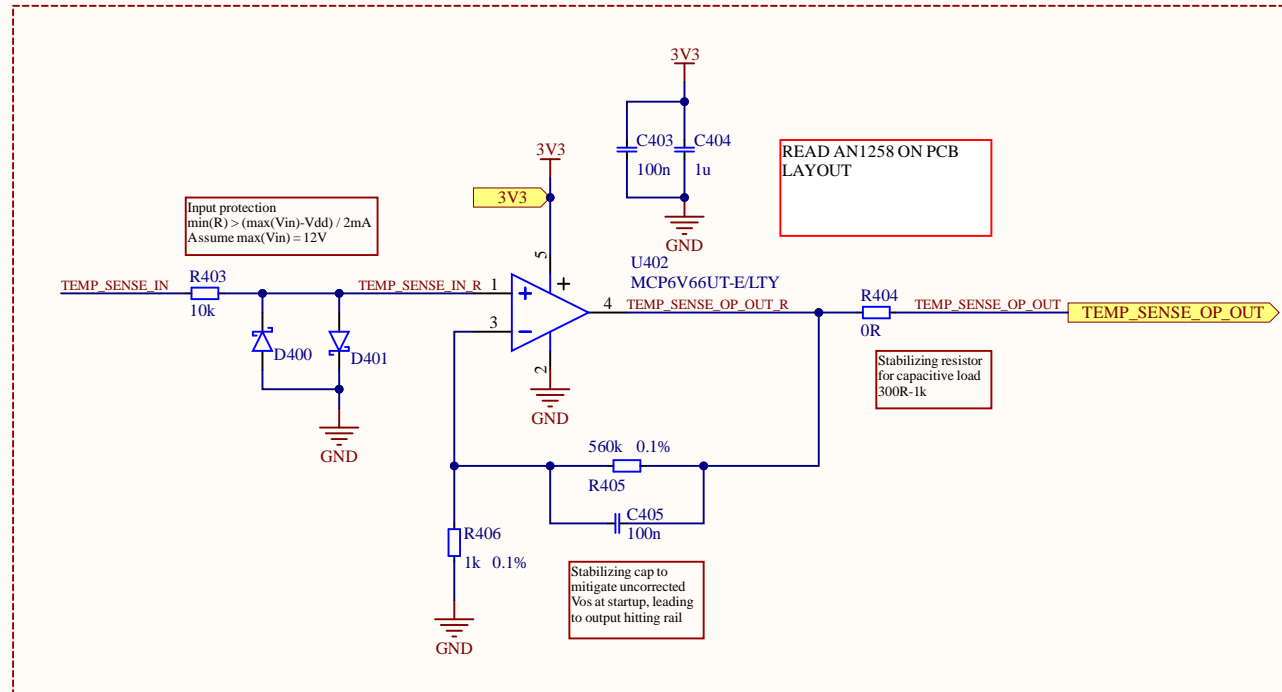 3V3
C403
C404
100n
1u
READ AN1258 ON PCB
LAYOUT
3V3
3V3
Input protection
min(R) > (max(Vin)-Vdd) / 2mA
Assume max(Vin) = 12V
GND
5
U402
MCP6V66UT-E/LTY
TEMP_SENSE_IN
R403
10k
TEMP_SENSE_IN_R
1
+
+
4
TEMP_SENSE_OP_OUT_R
R404
0R
TEMP_SENSE_OP_OUT
TEMP_SENSE_OP_OUT
3
−
D400
D401
2
GND
GND
Stabilizing resistor
for capacitive load
300R-1k
560k 0.1%
R405
C405
100n
R406
1k 0.1%
Stabilizing cap to
mitigate uncorrected
Vos at startup, leading
to output hitting rail
GND